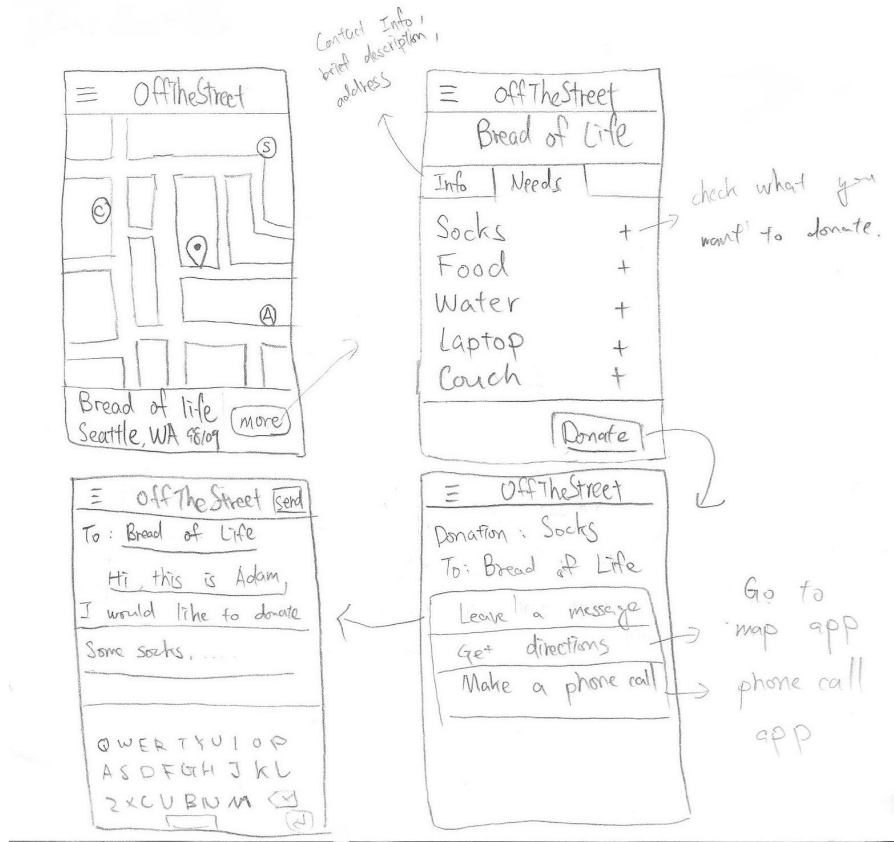 Contact Info,
brief description,
address
OffTheStreet
S
C
A
Bread of life
Seattle, WA 98109
more
OffTheStreet
Bread of Life
Info Needs
Socks +
Food +
Water +
Laptop +
Couch +
check what you
want to donate.
Donate
OffTheStreet
Donation : Socks
To: Bread of Life
Leave a message
Get directions
Make a phone call
Go to
map app
phone call
app
OffTheStreet send
To : Bread of Life
Hi, this is Adam,
I would like to donate
Some socks, .....
Q W E R T Y U I O P
A S D F G H J K L
Z X C V B N M